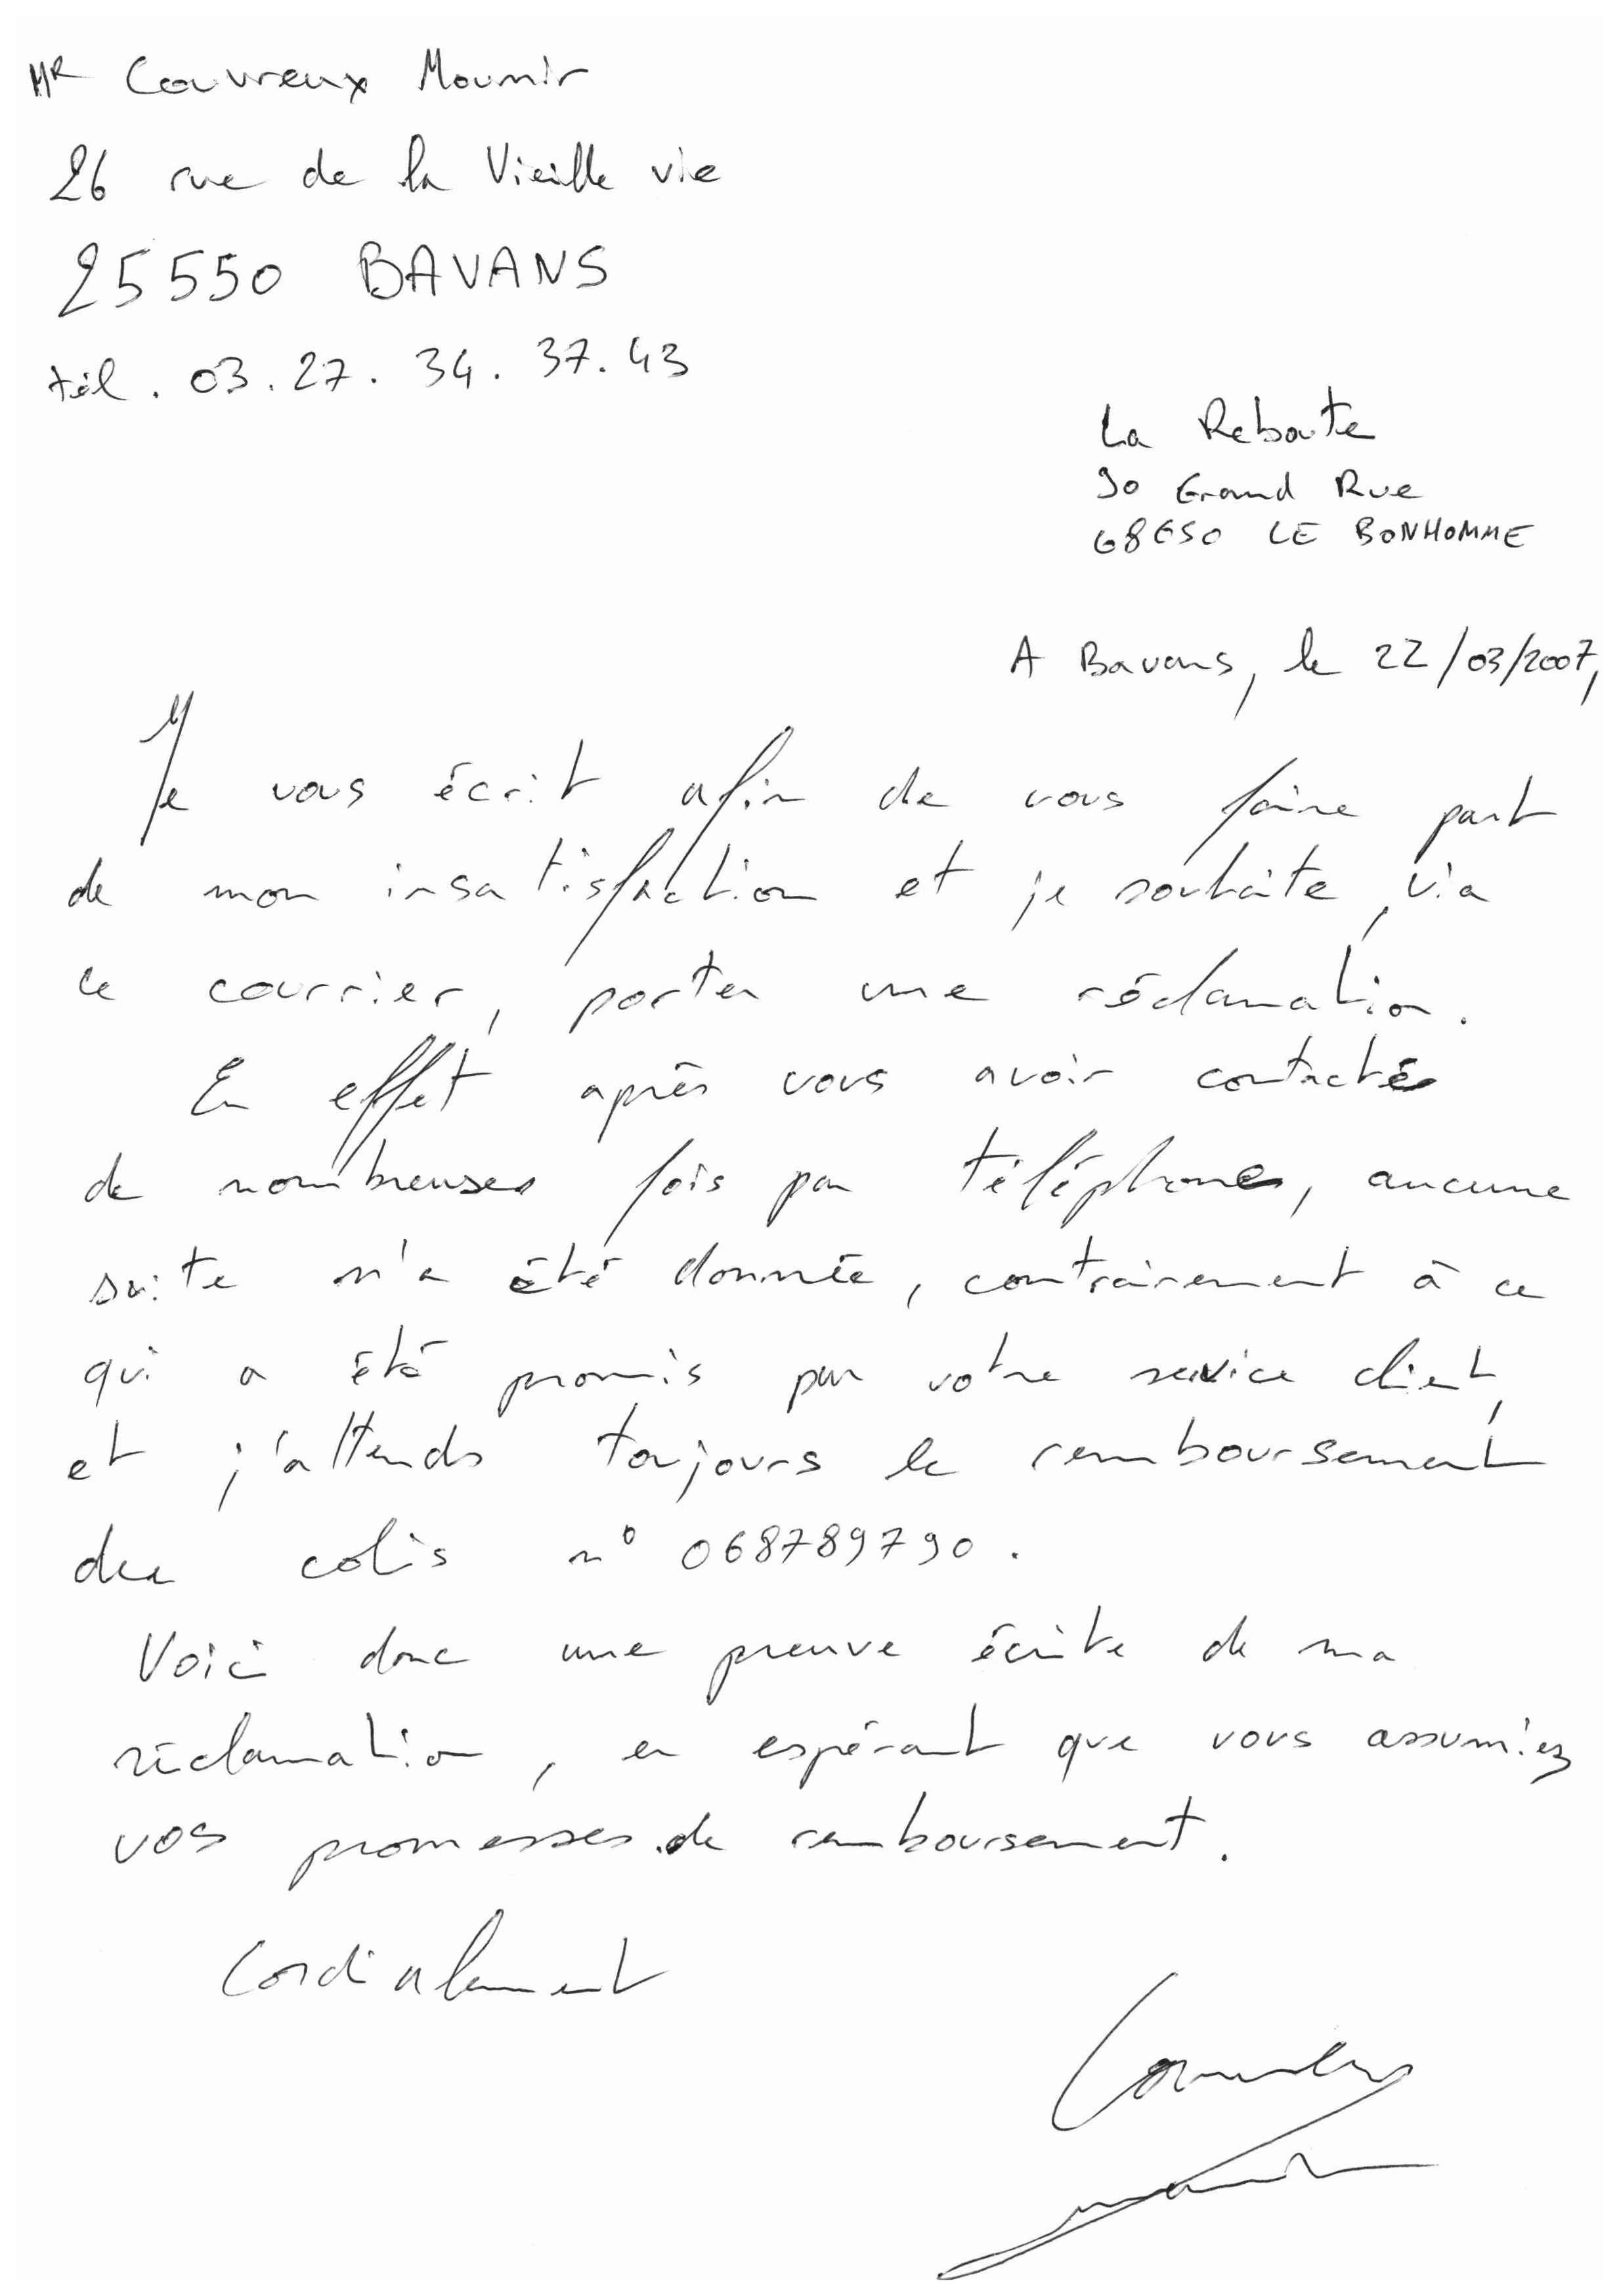 Mr Couvreux Mounir
26 rue de la Vieille vie
25550 BAVANS
tél. 03.27.34.37.43
La Reboute
90 Grand Rue
68650 LE BONHOMME
A Bavans, le 22/03/2007,
Je vous écrit afin de vous faire part
de mon insatisfaction et je souhaite, via
ce courrier, porter une réclamation.
En effet après vous avoir contacté
de nombreuses fois par téléphone, aucune
suite n'a été donnée, contrairement à ce
qui a été promis par votre service client,
et j'attends toujours le remboursement
du colis n° 068789790.
Voici donc une preuve écrite de ma
réclamation, en espérant que vous assumiez
vos promesses de remboursement.
Cordialement